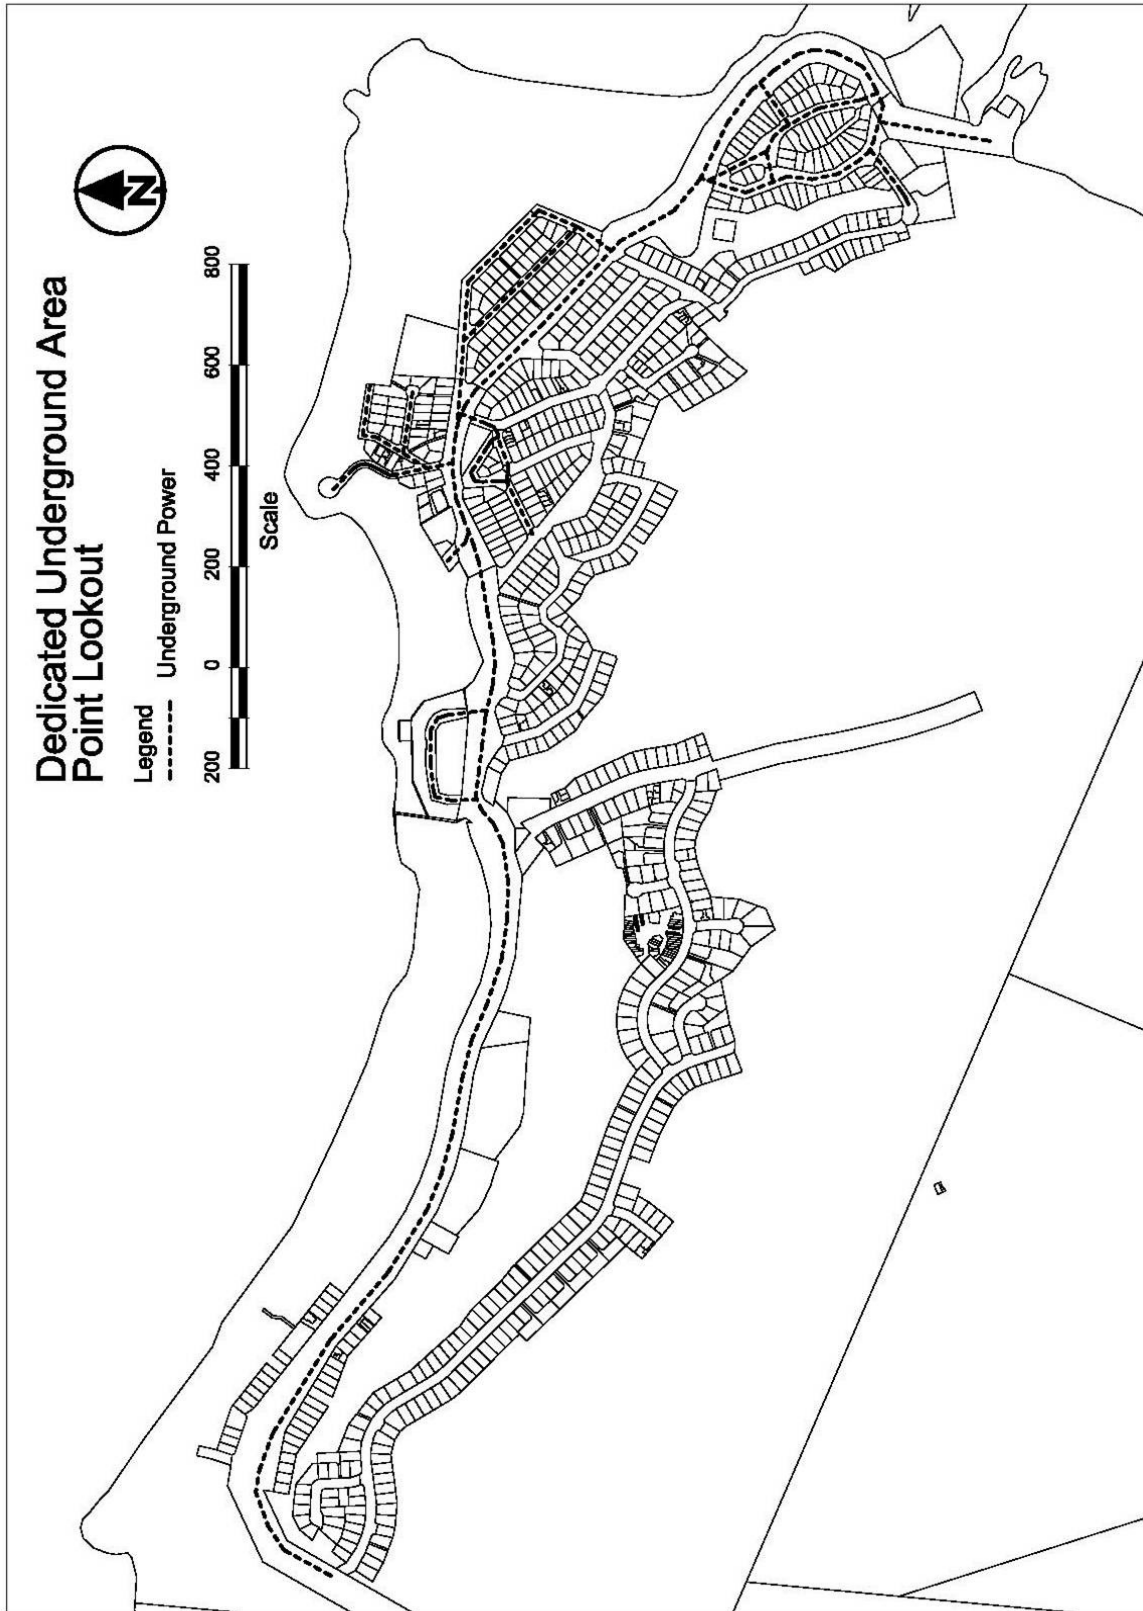 Dedicated Underground Area
Point Lookout
N
Legend
Underground Power
200 0 200 400 600 800
Scale